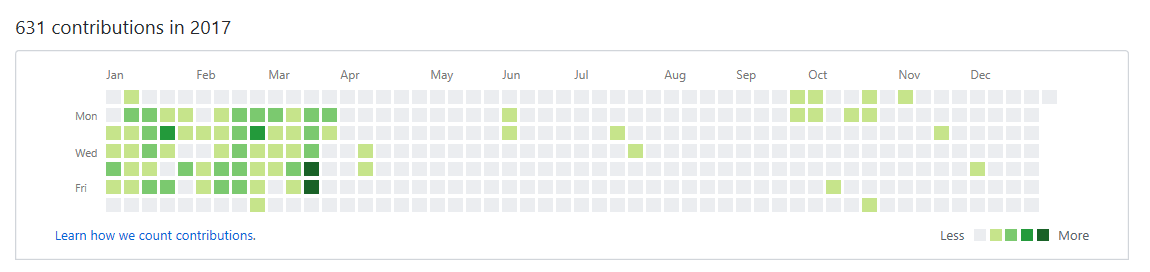 631 contributions in 2017
Jan Feb Mar Apr May Jun Jul Aug Sep Oct Nov Dec
Mon
Wed
Fri
Learn how we count contributions. Less More